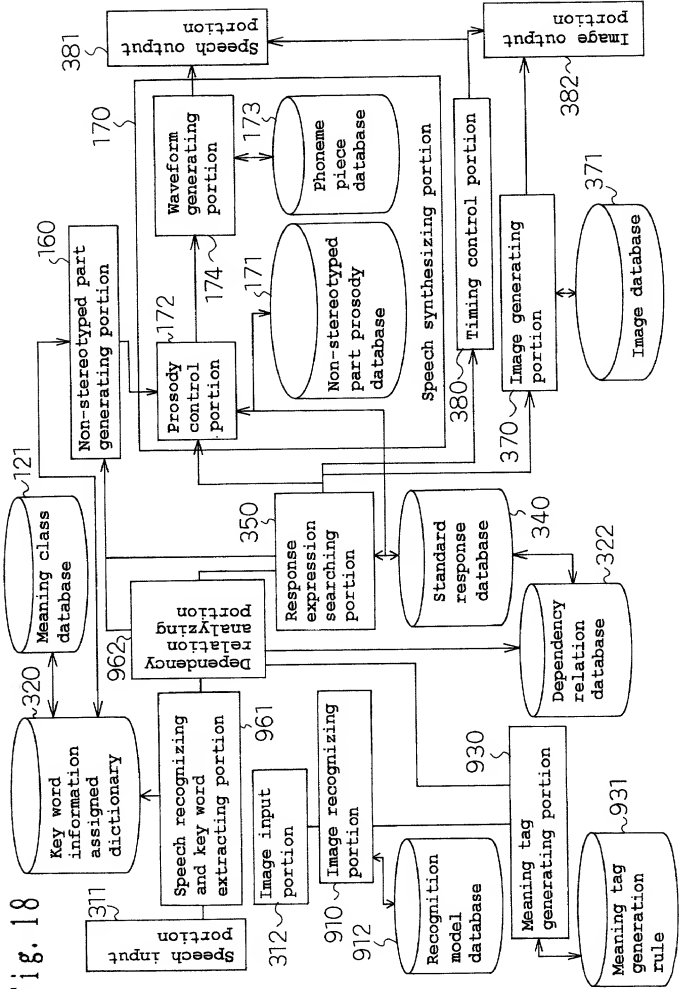 ig. 18
311
Speech input
portion
320
Key word
information
assigned
dictionary
Speech recognizing
and key word
extracting portion
961
121
Meaning class
database
962
Dependency
relation
analyzing
portion
312
Image input
portion
910
Image recognizing
portion
912
Recognition
model
database
930
Meaning tag
generating portion
931
Meaning tag
generation
rule
322
Dependency
relation
database
350
Response
expression
searching
portion
340
Standard
response
database
160
Non-stereotyped part
generating portion
170
172
Prosody
control
portion
171
Non-stereotyped
part prosody
database
174
Waveform
generating
portion
173
Phoneme
piece
database
Speech synthesizing portion
380
Timing control portion
370
Image generating
portion
371
Image database
381
Speech output
portion
382
Image output
portion